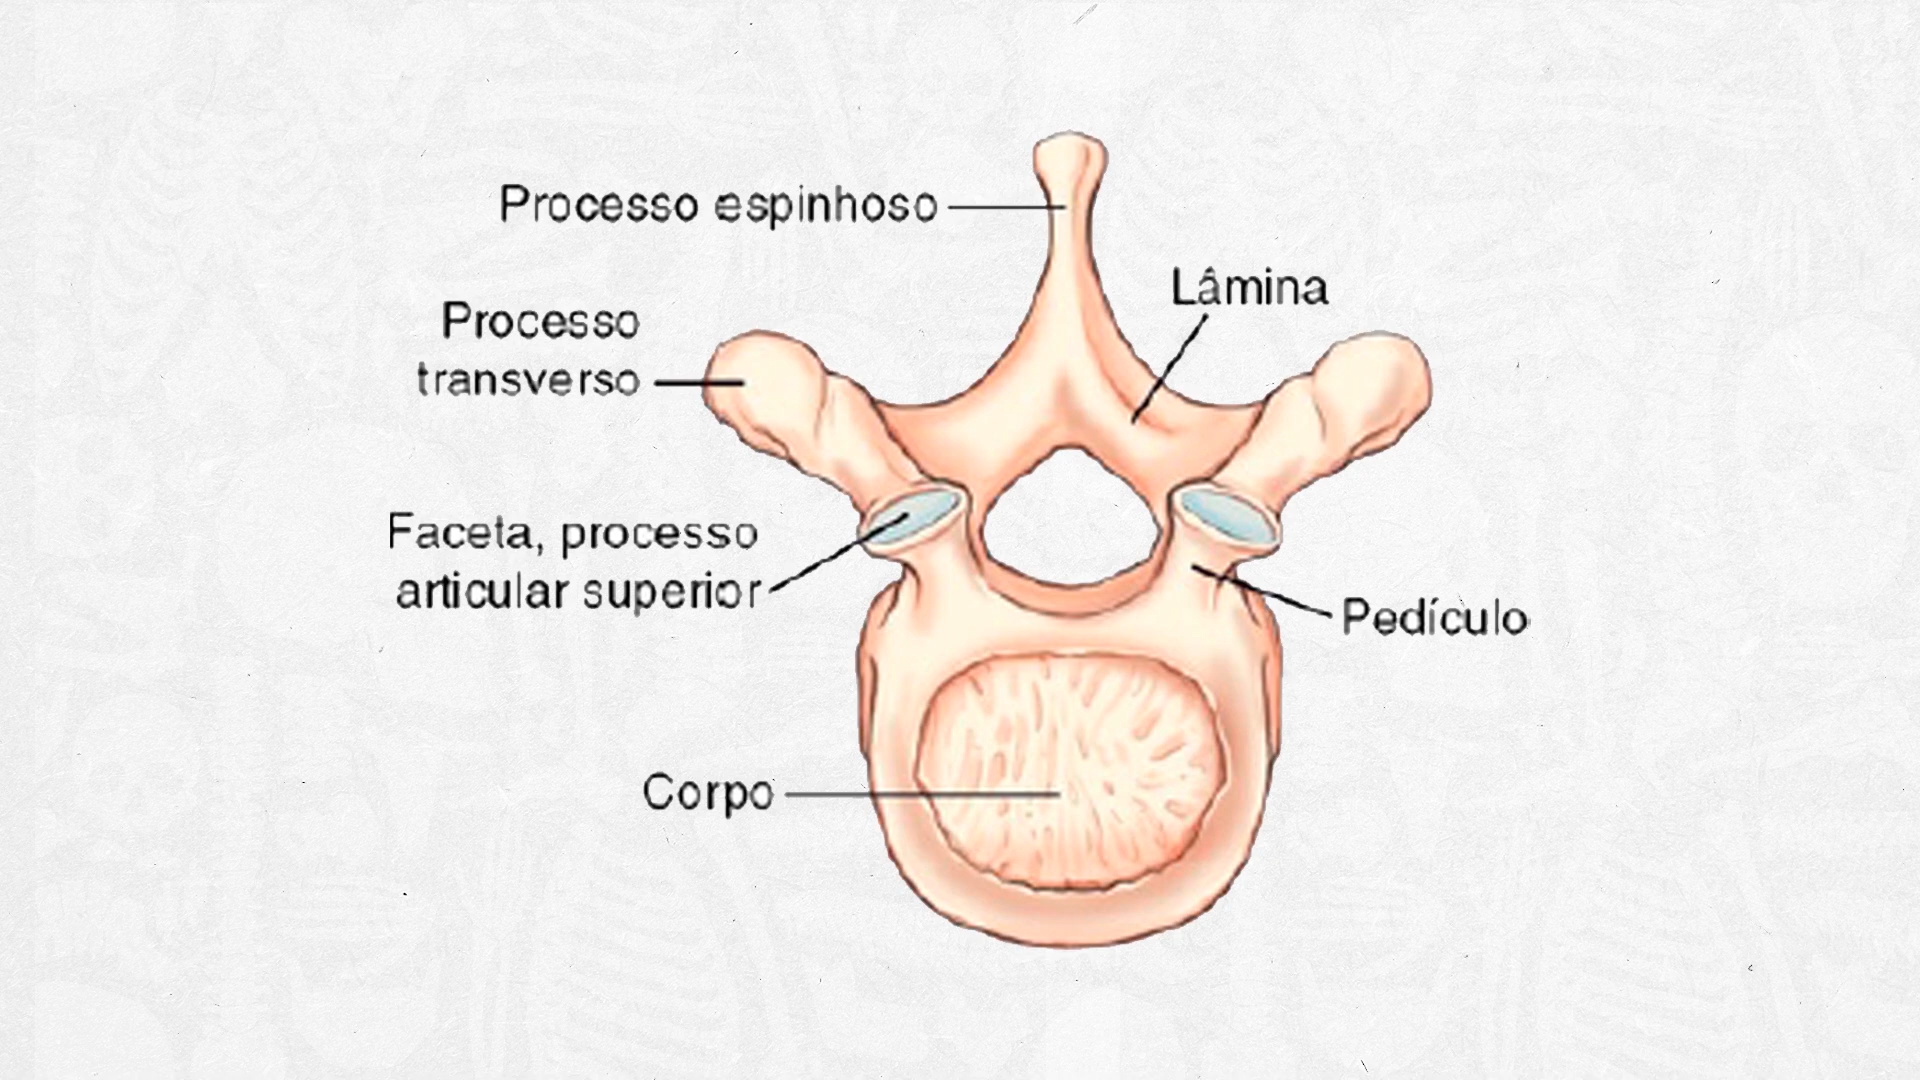 Processo espinhoso
Lâmina
Processo
transverso
Faceta, processo
articular superior
Pedículo
Corpo